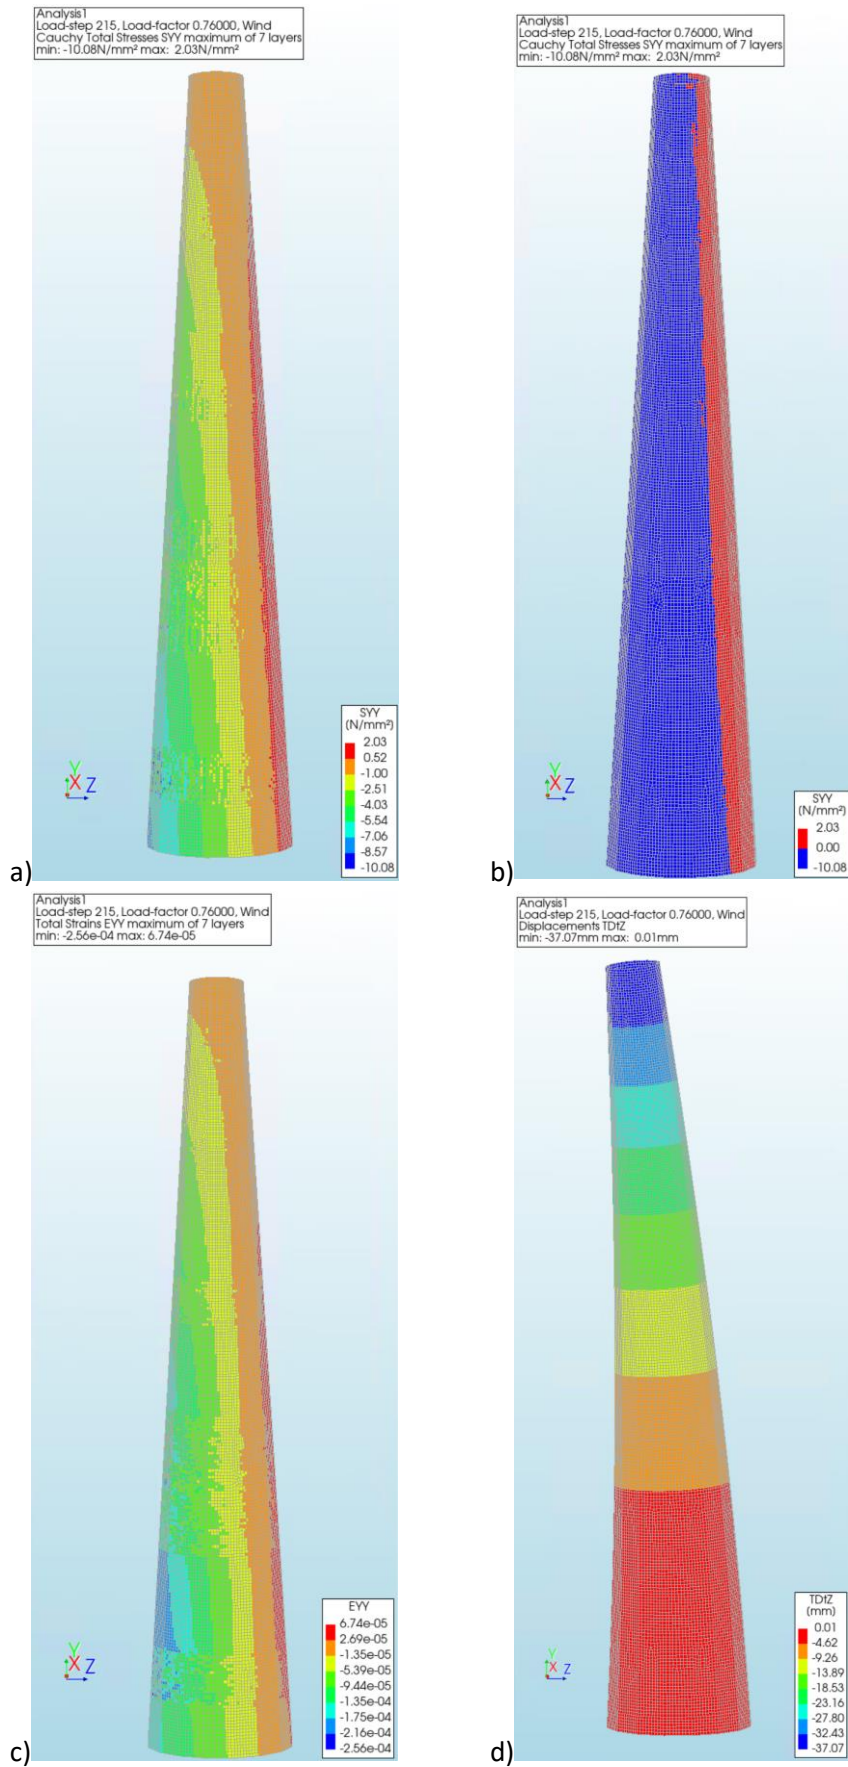 Analysis1
Load-step 215, Load-factor 0.76000, Wind
Cauchy Total Stresses SYY maximum of 7 layers
min: -10.08N/mm² max: 2.03N/mm²
SYY
(N/mm²)
2.03
0.52
-1.00
-2.51
-4.03
-5.54
-7.06
-8.57
-10.08
Y
X
Z
a)
Analysis1
Load-step 215, Load-factor 0.76000, Wind
Cauchy Total Stresses SYY maximum of 7 layers
min: -10.08N/mm² max: 2.03N/mm²
SYY
(N/mm²)
2.03
0.00
-10.08
Y
X
Z
b)
Analysis1
Load-step 215, Load-factor 0.76000, Wind
Total Strains EYY maximum of 7 layers
min: -2.56e-04 max: 6.74e-05
EYY
6.74e-05
2.69e-05
-1.35e-05
-5.39e-05
-9.44e-05
-1.35e-04
-1.75e-04
-2.16e-04
-2.56e-04
Y
X
Z
c)
Analysis1
Load-step 215, Load-factor 0.76000, Wind
Displacements TDtZ
min: -37.07mm max: 0.01mm
TDtZ
(mm)
0.01
-4.62
-9.26
-13.89
-18.53
-23.16
-27.80
-32.43
-37.07
Y
X
Z
d)